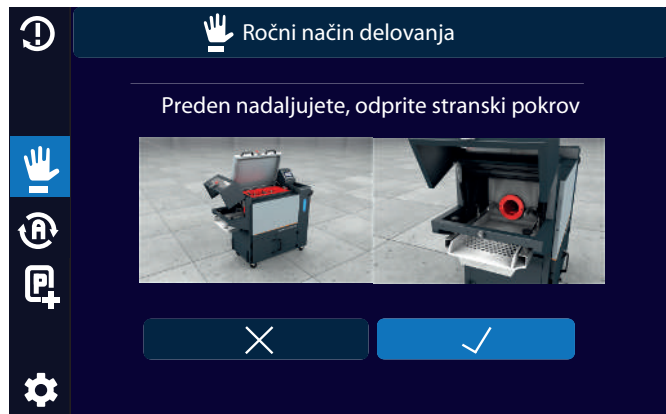 Ročni način delovanja
Preden nadaljujete, odprite stranski pokrov
A
P